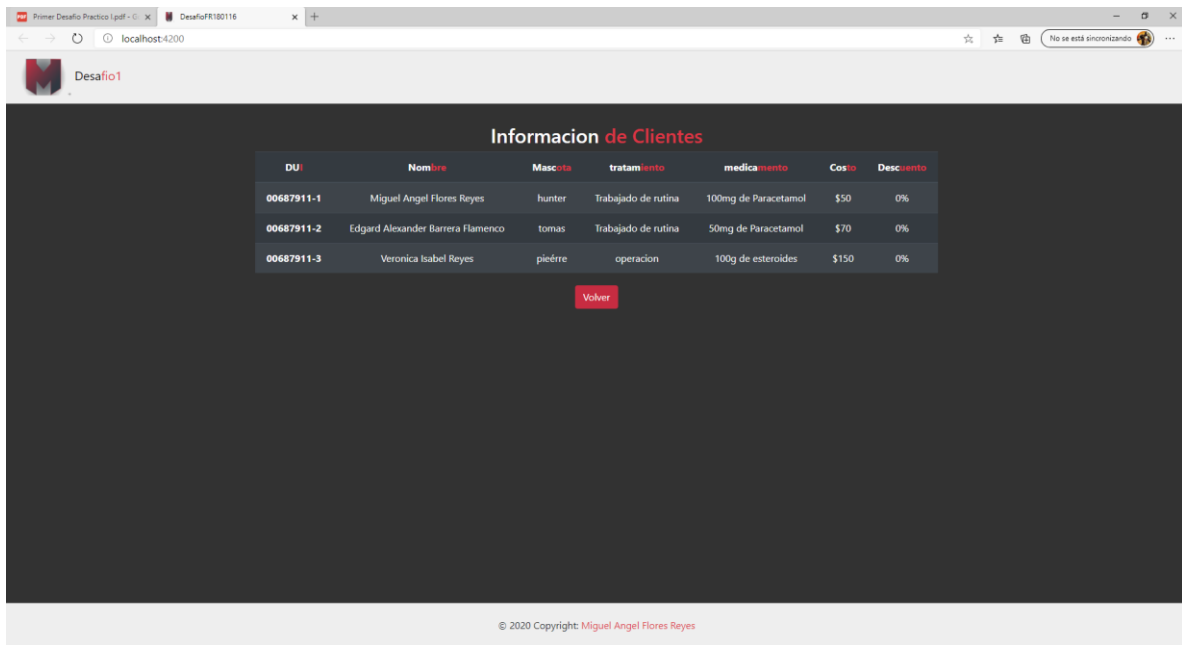 Primer Desafio Practico I.pdf - G
DesafioFR180116
localhost:4200
No se está sincronizando
Desafio1
Informacion de Clientes
DUI Nombre Mascota tratamiento medicamento Costo Descuento
00687911-1 Miguel Angel Flores Reyes hunter Trabajado de rutina 100mg de Paracetamol $50 0%
00687911-2 Edgard Alexander Barrera Flamenco tomas Trabajado de rutina 50mg de Paracetamol $70 0%
00687911-3 Veronica Isabel Reyes pieérre operacion 100g de esteroides $150 0%
Volver
© 2020 Copyright: Miguel Angel Flores Reyes